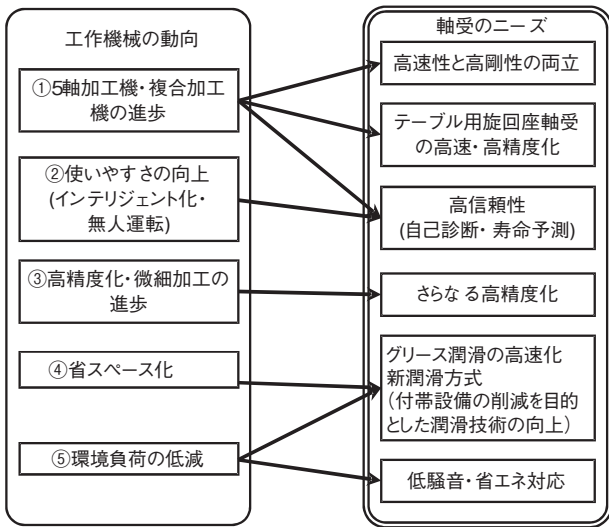 工作機械の動向
①5軸加工機・複合加工
機の進歩
②使いやすさの向上
(インテリジェント化・
無人運転)
③高精度化・微細加工の
進歩
④省スペース化
⑤環境負荷の低減
軸受のニーズ
高速性と高剛性の両立
テーブル用旋回座軸受
の高速・高精度化
高信頼性
(自己診断・寿命予測)
さらなる高精度化
グリース潤滑の高速化
新潤滑方式
(付帯設備の削減を目的
とした潤滑技術の向上)
低騒音・省エネ対応